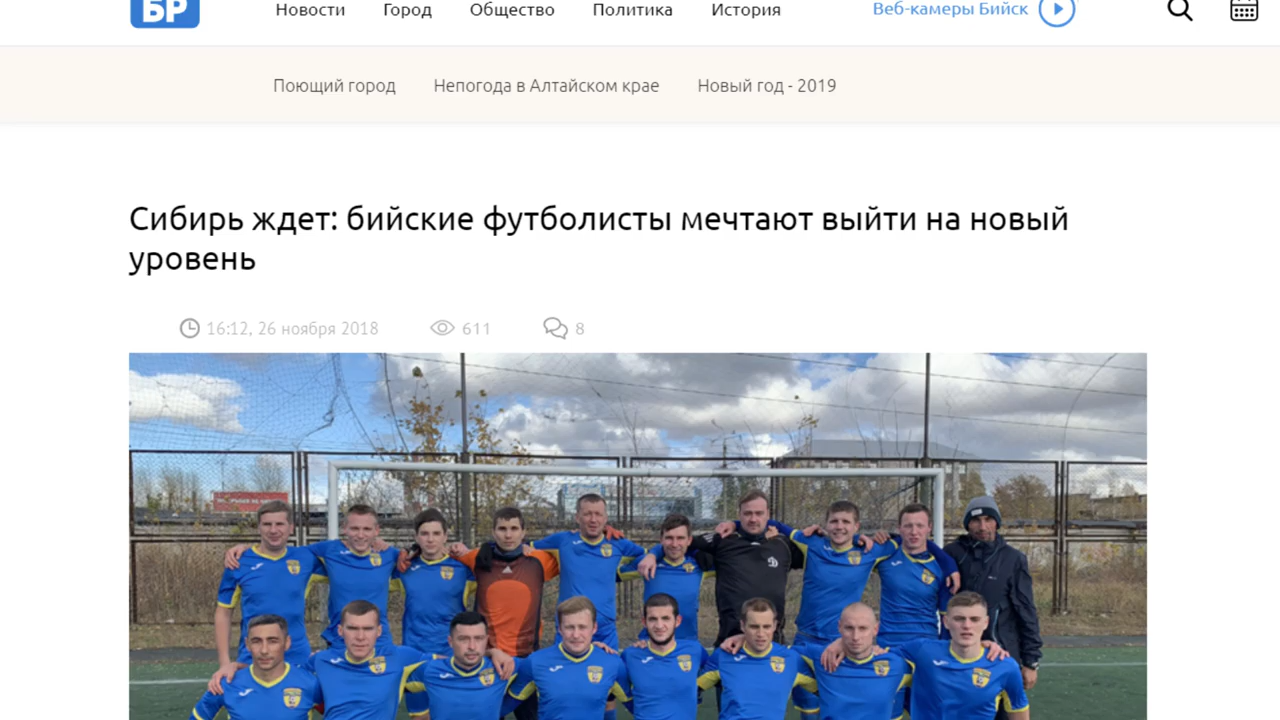 БР
Новости Город Общество Политика История Веб-камеры Бийск
Поющий город Непогода в Алтайском крае Новый год - 2019
Сибирь ждет: бийские футболисты мечтают выйти на новый
уровень
16:12, 26 ноября 2018 611 8